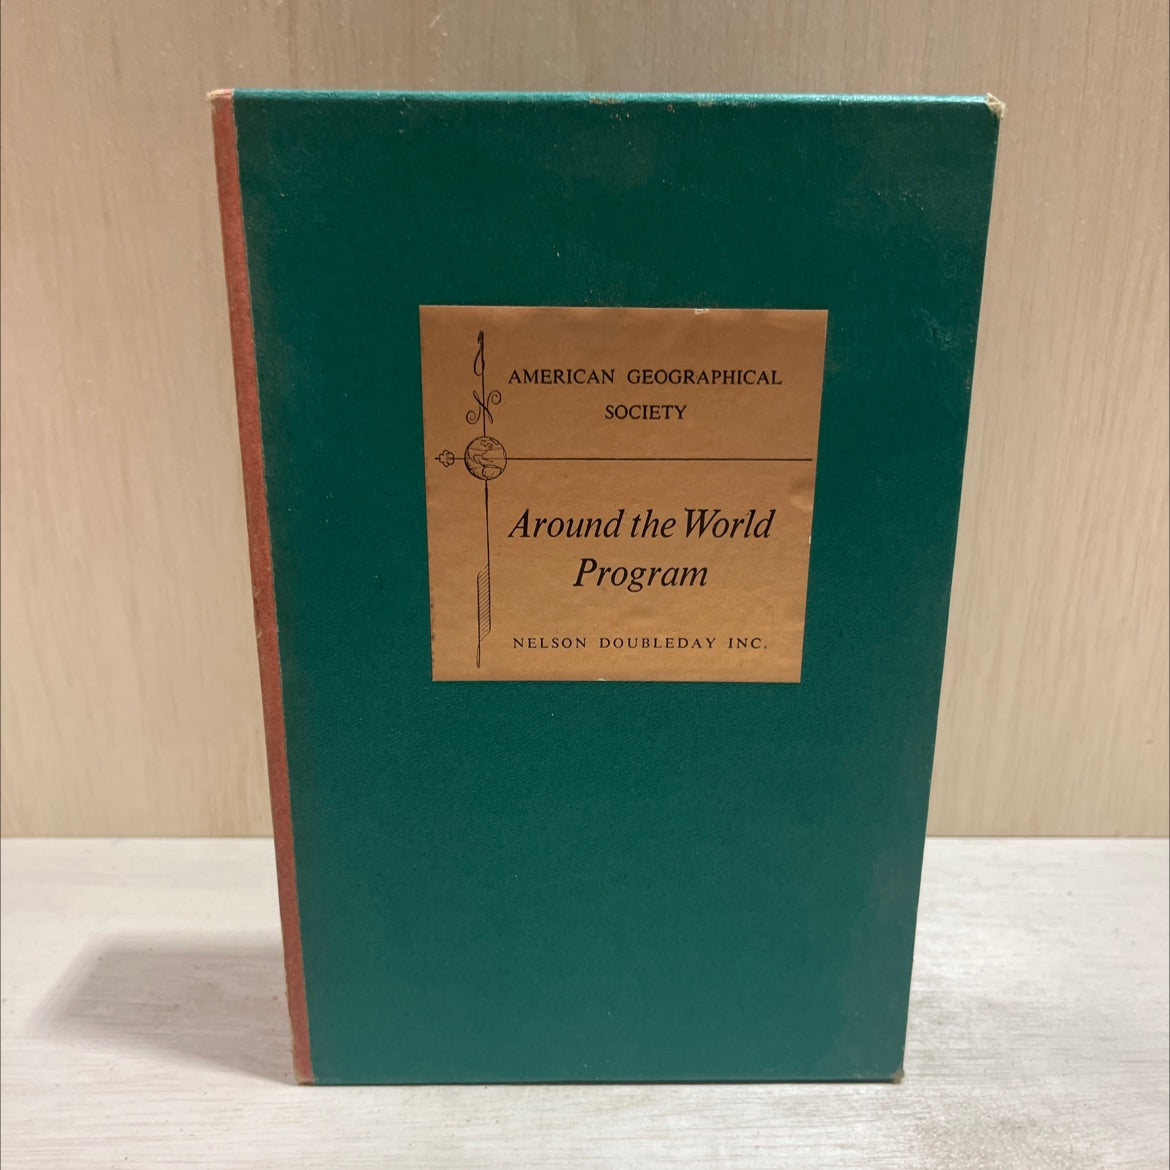 AMERICAN GEOGRAPHICAL
SOCIETY
N
Around the World
Program
NELSON DOUBLEDAY INC.